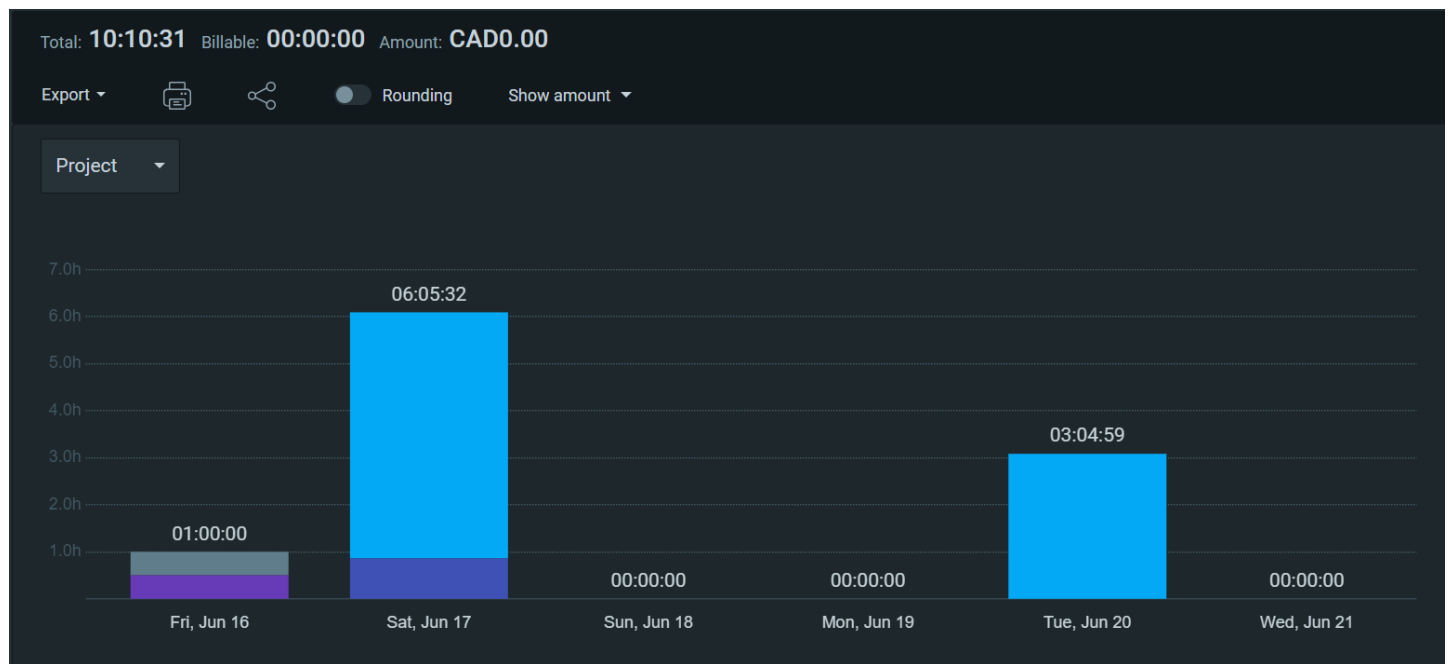 Total: 10:10:31 Billable: 00:00:00 Amount: CAD0.00
Export Rounding Show amount
Project
7.0h
06:05:32
6.0h
5.0h
4.0h
03:04:59
3.0h
2.0h
01:00:00
1.0h
00:00:00 00:00:00 00:00:00
Fri, Jun 16 Sat, Jun 17 Sun, Jun 18 Mon, Jun 19 Tue, Jun 20 Wed, Jun 21